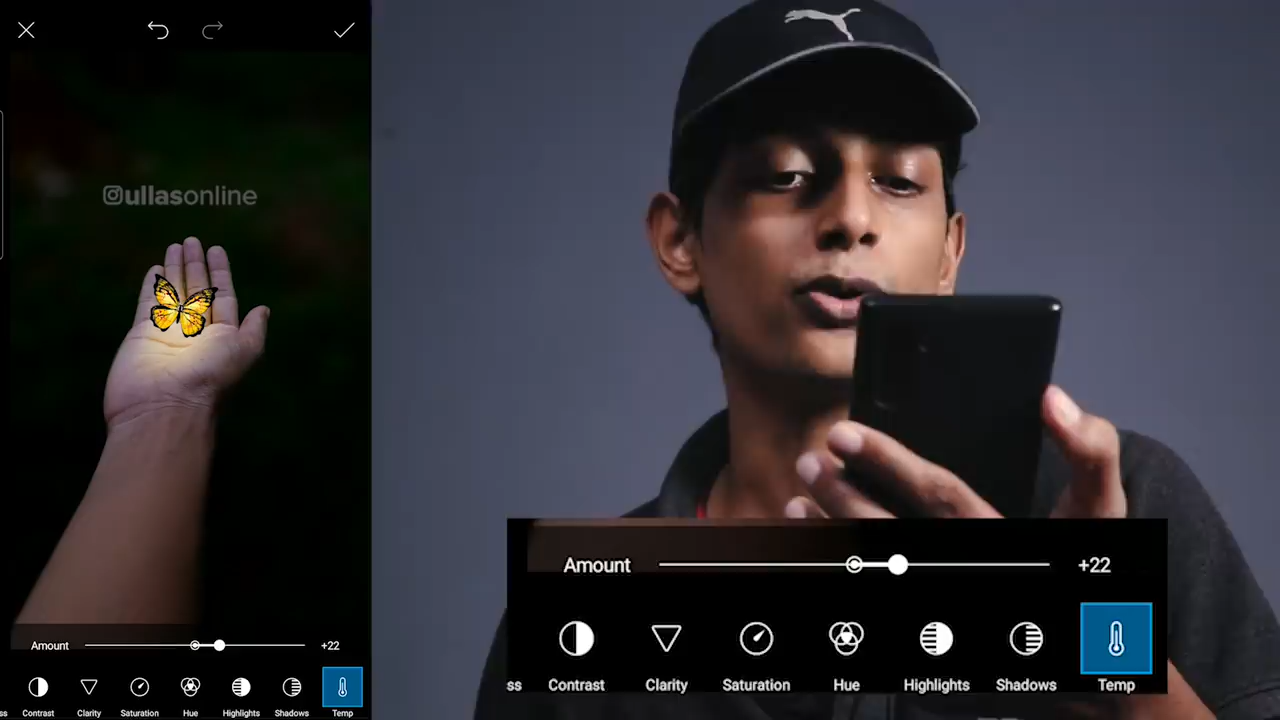 ullasonline
Amount +22
ss Contrast Clarity Saturation Hue Highlights Shadows Temp
Amount +22
ss Contrast Clarity Saturation Hue Highlights Shadows Temp